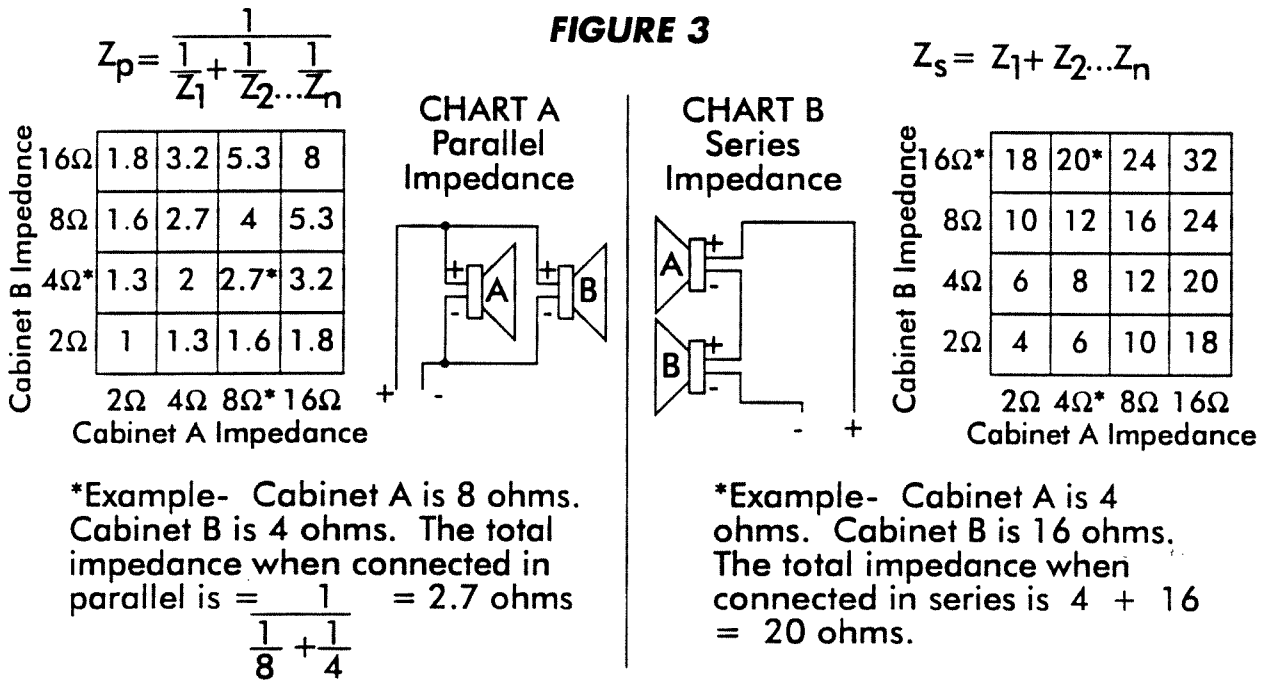 FIGURE 3
Zp= 1
1/Z1 + 1/Z2 ... 1/Zn
CHART A
Parallel
Impedance
Cabinet B Impedance
16Ω 1.8 3.2 5.3 8
8Ω 1.6 2.7 4 5.3
4Ω* 1.3 2 2.7* 3.2
2Ω 1 1.3 1.6 1.8
2Ω 4Ω 8Ω* 16Ω
Cabinet A Impedance
+ - A
+ - B
+ -
*Example- Cabinet A is 8 ohms.
Cabinet B is 4 ohms. The total
impedance when connected in
parallel is = 1 = 2.7 ohms
1/8 + 1/4
Zs= Z1+ Z2...Zn
CHART B
Series
Impedance
A + -
B + -
- +
Cabinet B Impedance
16Ω* 18 20* 24 32
8Ω 10 12 16 24
4Ω 6 8 12 20
2Ω 4 6 10 18
2Ω 4Ω* 8Ω 16Ω
Cabinet A Impedance
*Example- Cabinet A is 4
ohms. Cabinet B is 16 ohms.
The total impedance when
connected in series is 4 + 16
= 20 ohms.